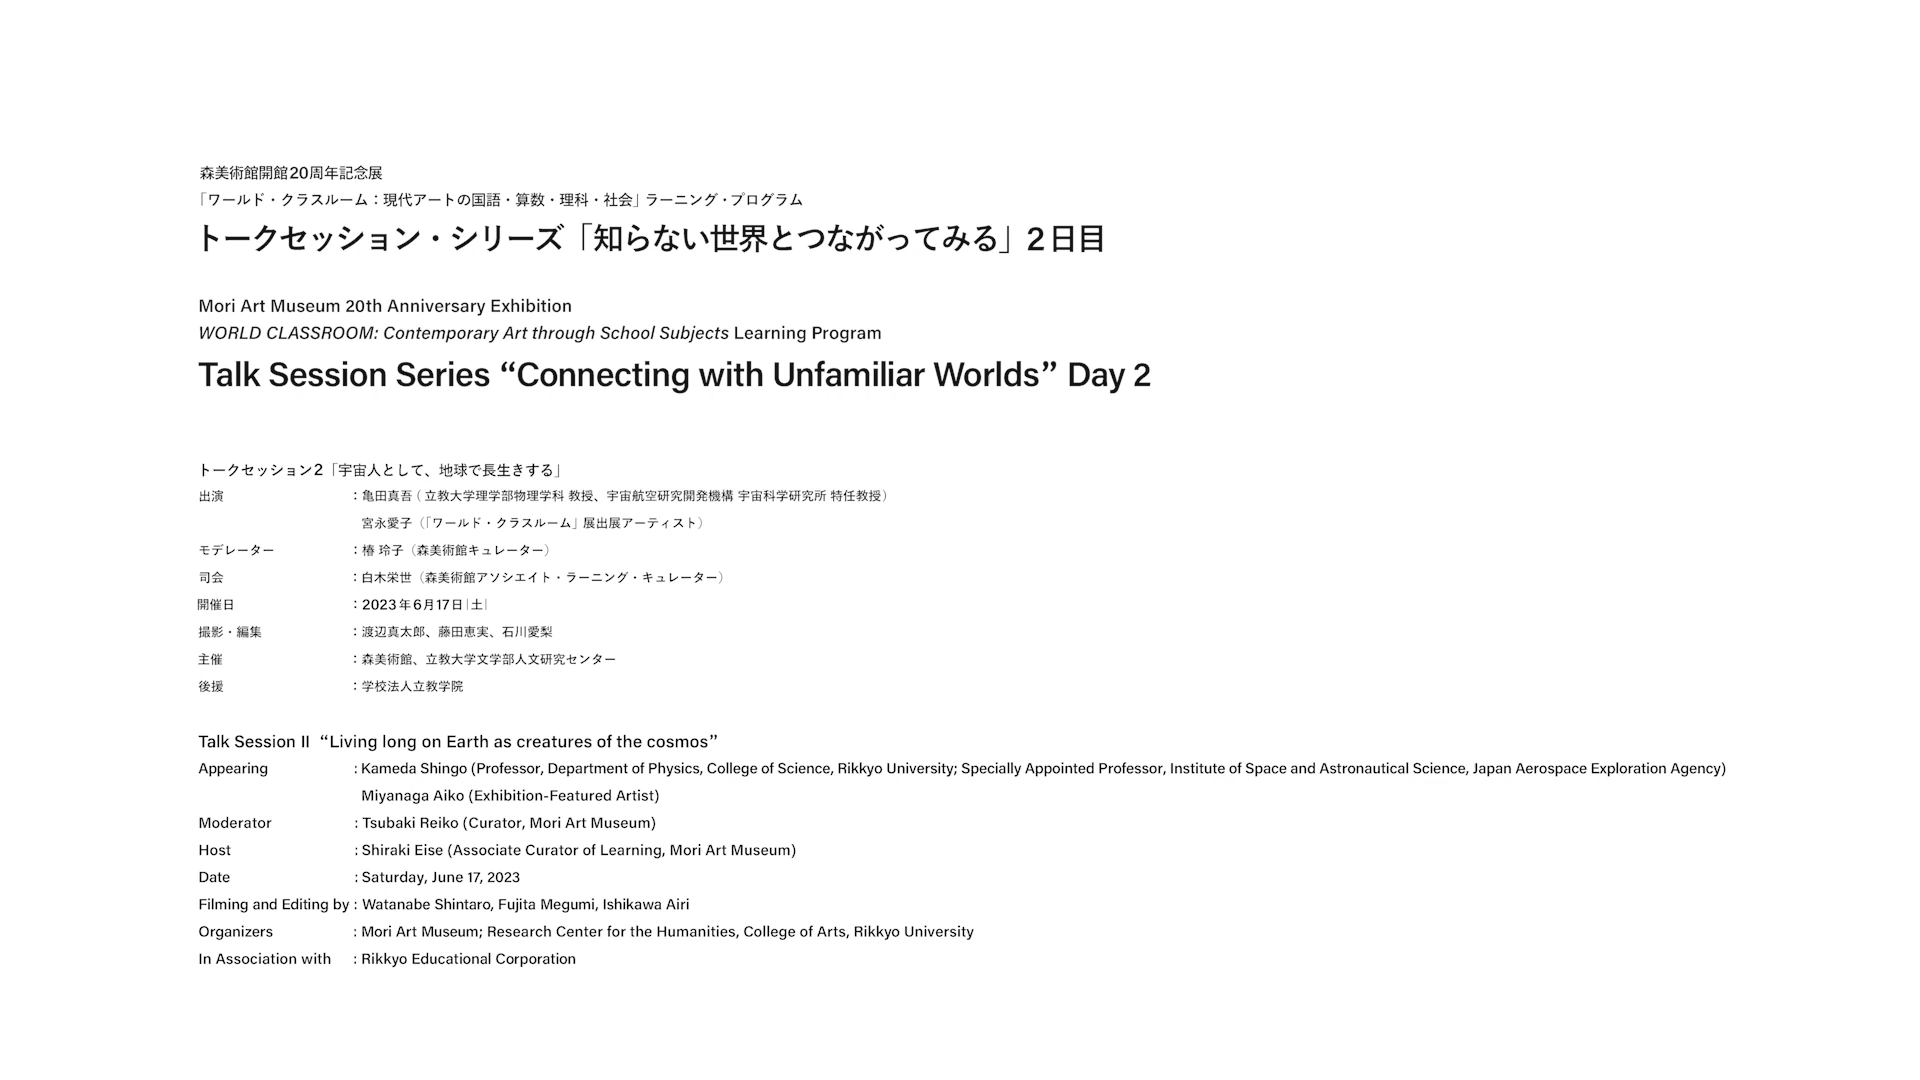 森美術館開館20周年記念展
「ワールド・クラスルーム：現代アートの国語・算数・理科・社会」ラーニング・プログラム
トークセッション・シリーズ「知らない世界とつながってみる」2日目
Mori Art Museum 20th Anniversary Exhibition
WORLD CLASSROOM: Contemporary Art through School Subjects Learning Program
Talk Session Series “Connecting with Unfamiliar Worlds” Day 2
トークセッション2「宇宙人として、地球で長生きする」
出演 ：亀田真吾（立教大学理学部物理学科 教授、宇宙航空研究開発機構 宇宙科学研究所 特任教授）
宮永愛子（「ワールド・クラスルーム」展出展アーティスト）
モデレーター ：椿 玲子（森美術館キュレーター）
司会 ：白木栄世（森美術館アソシエイト・ラーニング・キュレーター）
開催日 ：2023年6月17日|土|
撮影・編集 ：渡辺真太郎、藤田恵実、石川愛梨
主催 ：森美術館、立教大学文学部人文研究センター
後援 ：学校法人立教学院
Talk Session II “Living long on Earth as creatures of the cosmos”
Appearing : Kameda Shingo (Professor, Department of Physics, College of Science, Rikkyo University; Specially Appointed Professor, Institute of Space and Astronautical Science, Japan Aerospace Exploration Agency)
Miyanaga Aiko (Exhibition-Featured Artist)
Moderator : Tsubaki Reiko (Curator, Mori Art Museum)
Host : Shiraki Eise (Associate Curator of Learning, Mori Art Museum)
Date : Saturday, June 17, 2023
Filming and Editing by : Watanabe Shintaro, Fujita Megumi, Ishikawa Airi
Organizers : Mori Art Museum; Research Center for the Humanities, College of Arts, Rikkyo University
In Association with : Rikkyo Educational Corporation